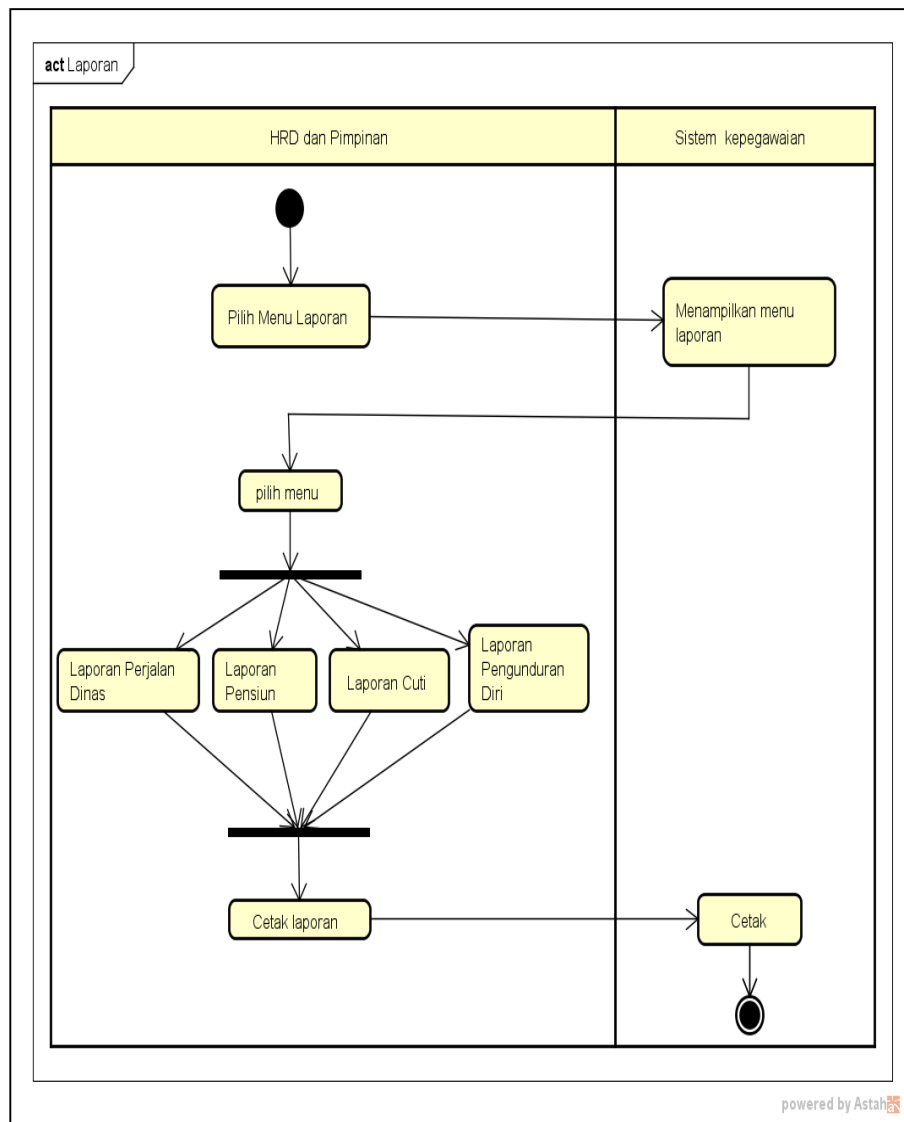 act Laporan
HRD dan Pimpinan
Sistem kepegawaian
Pilih Menu Laporan
Menampilkan menu
laporan
pilih menu
Laporan Perjalan
Dinas
Laporan
Pensiun
Laporan Cuti
Laporan
Pengunduran
Diri
Cetak laporan
Cetak
powered by Astah